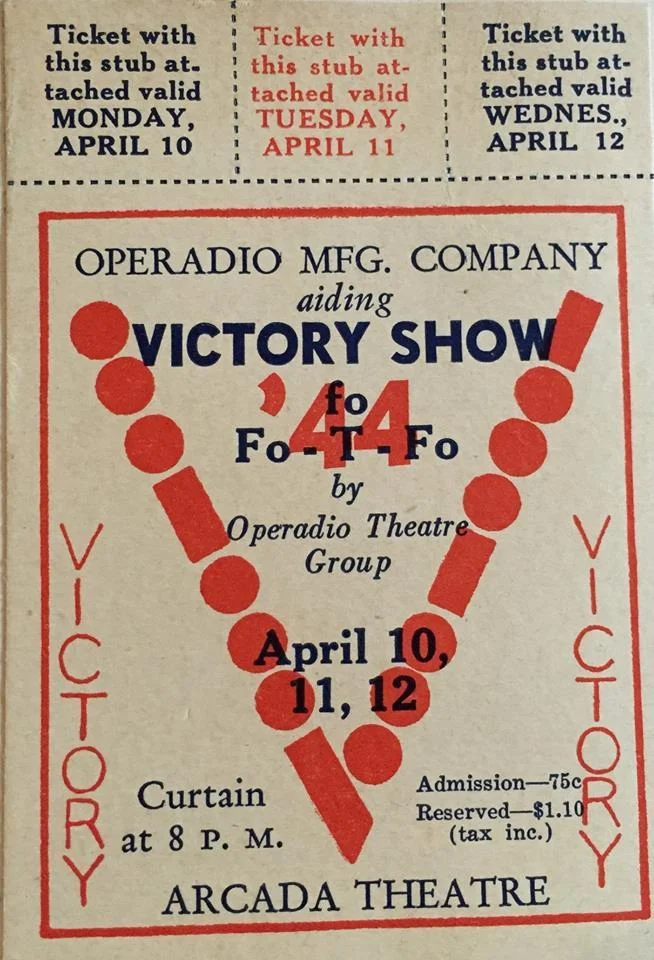 Ticket with
this stub at-
tached valid
MONDAY,
APRIL 10
Ticket with
this stub at-
tached valid
TUESDAY,
APRIL 11
Ticket with
this stub at-
tached valid
WEDNES.,
APRIL 12
OPERADIO MFG. COMPANY
aiding
VICTORY SHOW
'44
fo
Fo - T - Fo
by
Operadio Theatre
Group
April 10,
11, 12
VICTORY
VICTORY
Curtain
at 8 P. M.
Admission—75c
Reserved—$1.10
(tax inc.)
ARCADA THEATRE